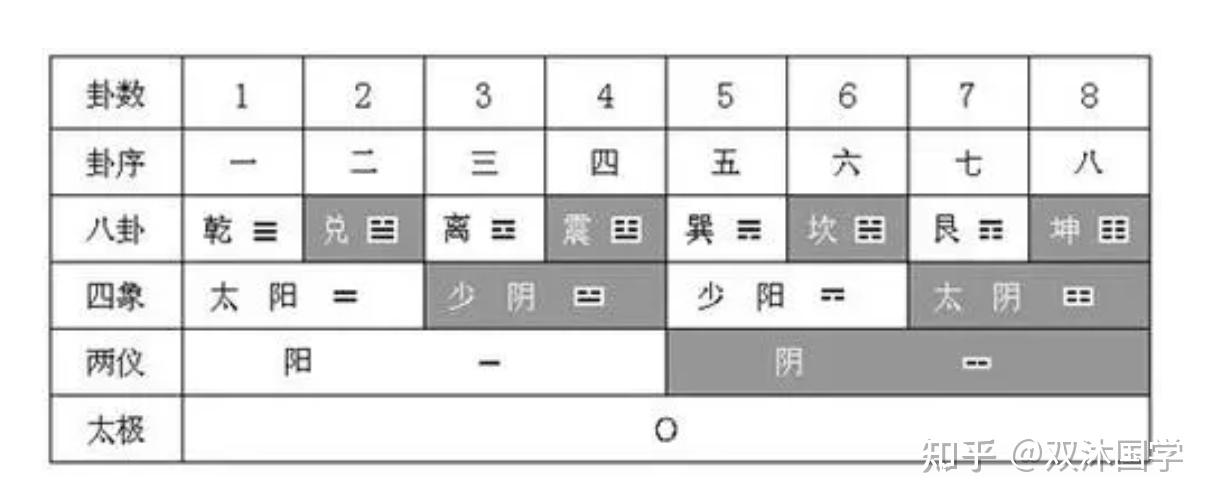 卦数 1 2 3 4 5 6 7 8
卦序 一 二 三 四 五 六 七 八
八卦 乾 ☰ 兑 ☱ 离 ☲ 震 ☳ 巽 ☴ 坎 ☵ 艮 ☶ 坤 ☷
四象 太 阳 ⚌ 少 阴 ⚍ 少 阳 ⚎ 太 阴 ⚏
两仪 阳 ⚊ 阴 ⚋
太极 O
知乎 @双沐国学